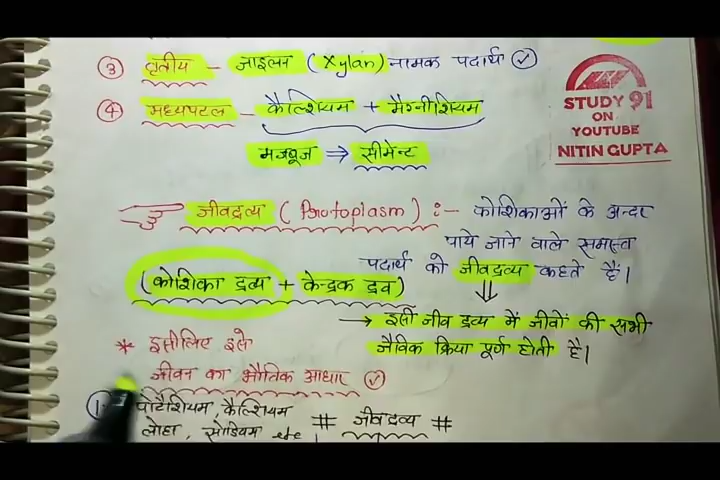 ③ तृतीय - जाइलन (Xylan) नामक पदार्थ
④ मध्यपटल - कैल्शियम + मैग्नीशियम
मजबूज ⇒ सीमेन्ट
STUDY 91
ON
YOUTUBE
NITIN GUPTA
जीवद्रव्य (Protoplasm) :- कोशिकाओं के अन्दर
पाये जाने वाले समस्त
पदार्थ को जीवद्रव्य कहते हैं।
(कोशिका द्रव्य + केन्द्रक द्रव)
→ इसी जीव द्रव्य में जीवों की सभी
जैविक क्रिया पूर्ण होती है।
* इसीलिए इसे
जीवन का भौतिक आधार
पोटैशियम, कैल्शियम
लोहा, सोडियम etc
# जीवद्रव्य #